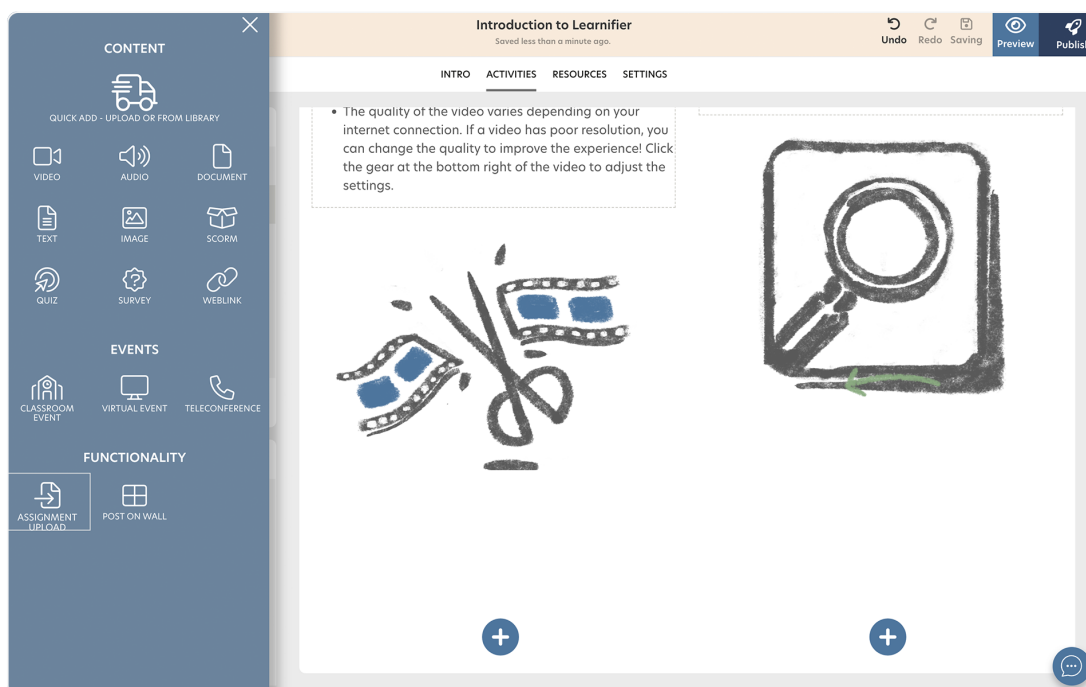 CONTENT
QUICK ADD - UPLOAD OR FROM LIBRARY
VIDEO
AUDIO
DOCUMENT
TEXT
IMAGE
SCORM
QUIZ
SURVEY
WEBLINK
EVENTS
CLASSROOM
EVENT
VIRTUAL EVENT
TELECONFERENCE
FUNCTIONALITY
ASSIGNMENT
UPLOAD
POST ON WALL
Introduction to Learnifier
Saved less than a minute ago.
Undo
Redo
Saving
Preview
Publish
INTRO
ACTIVITIES
RESOURCES
SETTINGS
• The quality of the video varies depending on your
internet connection. If a video has poor resolution, you
can change the quality to improve the experience! Click
the gear at the bottom right of the video to adjust the
settings.